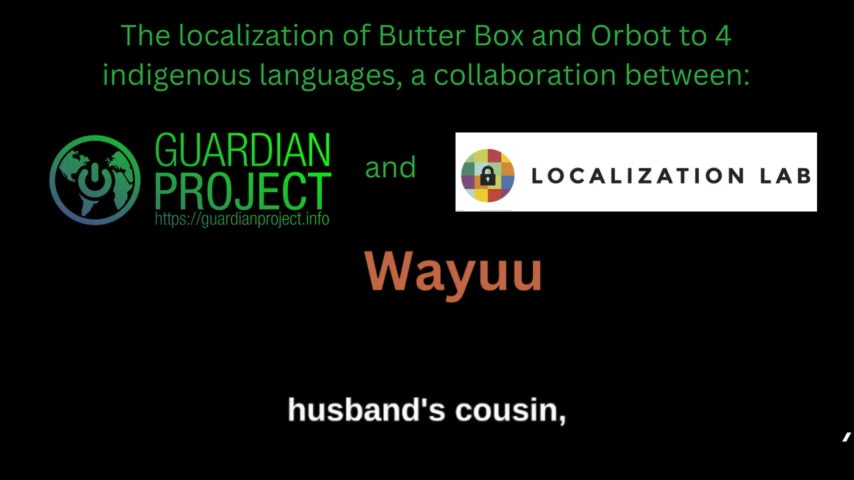 The localization of Butter Box and Orbot to 4
indigenous languages, a collaboration between:
GUARDIAN
PROJECT
https://guardianproject.info
and
LOCALIZATION LAB
Wayuu
husband's cousin,
,